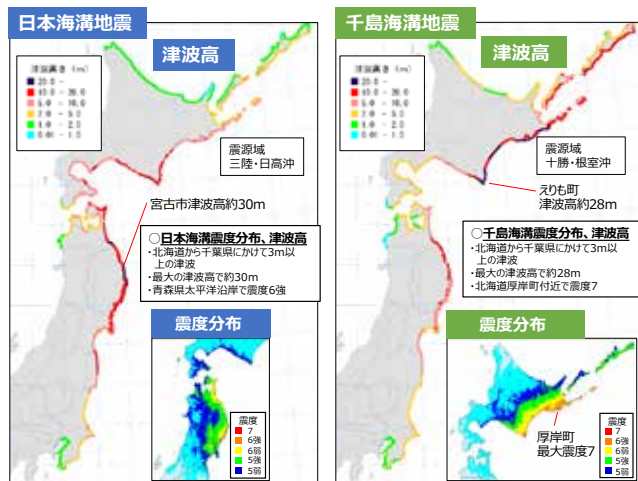 日本海溝地震
津波高
津波高さ（m）
20.0 -
10.0 - 20.0
5.0 - 10.0
2.0 - 5.0
1.0 - 2.0
0.01 - 1.0
震源域
三陸・日高沖
宮古市津波高約30m
○日本海溝震度分布、津波高
・北海道から千葉県にかけて3m以
上の津波
・最大の津波高で約30m
・青森県太平洋沿岸で震度6強
震度分布
震度
7
6強
6弱
5強
5弱
千島海溝地震
津波高
津波高さ（m）
20.0 -
10.0 - 20.0
5.0 - 10.0
2.0 - 5.0
1.0 - 2.0
0.01 - 1.0
震源域
十勝・根室沖
えりも町
津波高約28m
○千島海溝震度分布、津波高
・北海道から千葉県にかけて3m以
上の津波
・最大の津波高で約28m
・北海道厚岸町付近で震度7
震度分布
厚岸町
最大震度7
震度
7
6強
6弱
5強
5弱